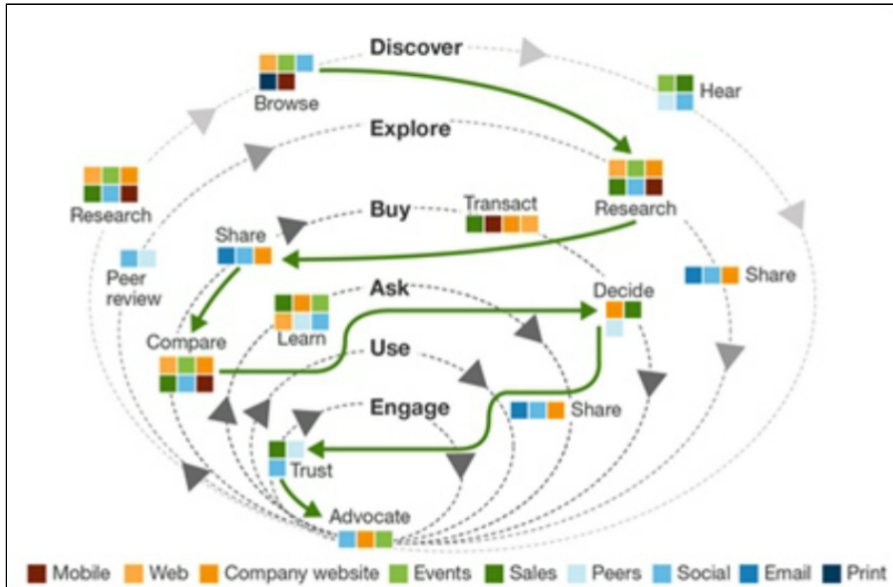 Discover
Browse
Hear
Explore
Research
Research
Buy
Transact
Share
Peer
review
Share
Ask
Decide
Learn
Compare
Use
Engage
Share
Trust
Advocate
Mobile Web Company website Events Sales Peers Social Email Print